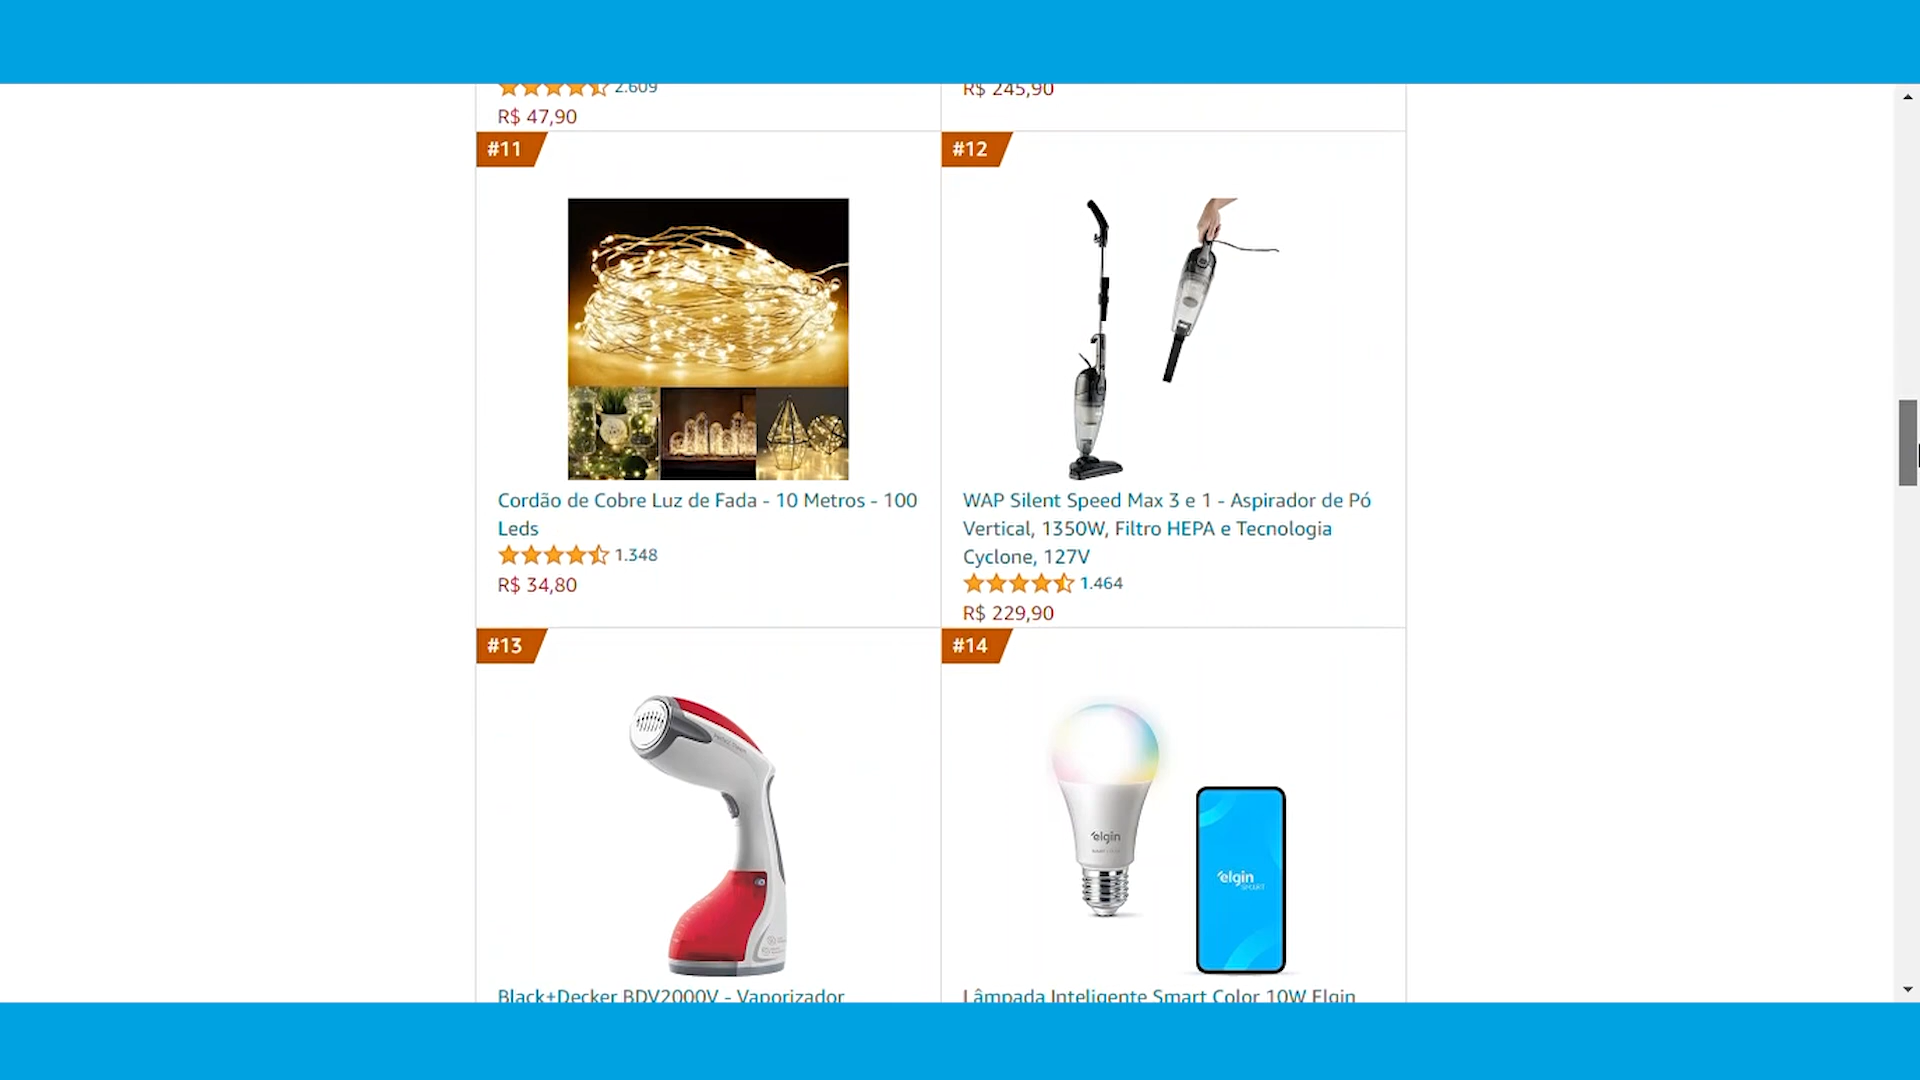 2.609
R$ 47,90
R$ 245,90
#11
#12
Cordão de Cobre Luz de Fada - 10 Metros - 100
Leds
1.348
R$ 34,80
WAP Silent Speed Max 3 e 1 - Aspirador de Pó
Vertical, 1350W, Filtro HEPA e Tecnologia
Cyclone, 127V
1.464
R$ 229,90
#13
#14
elgin
elgin
SMART
Black+Decker BDV2000V - Vaporizador
Lâmpada Inteligente Smart Color 10W Elgin